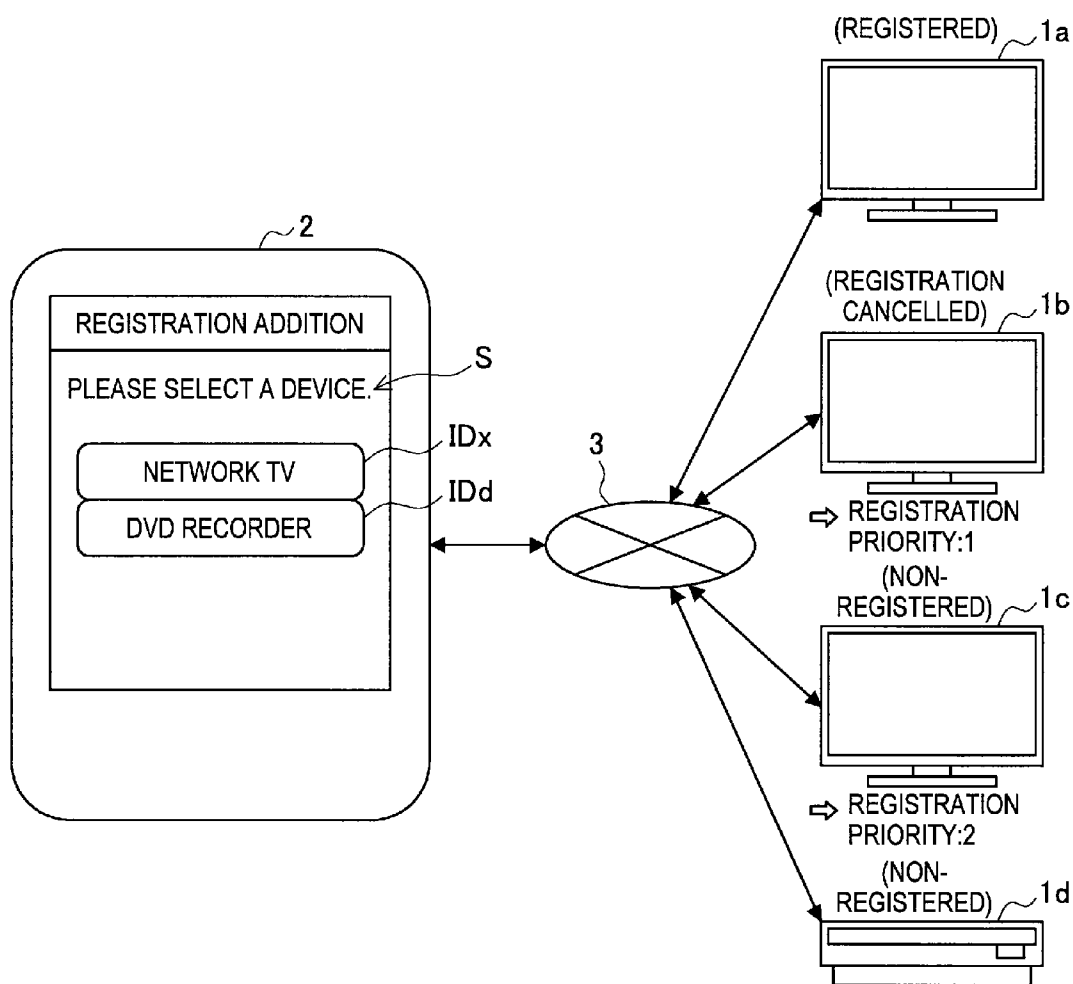 (REGISTERED)
1a
2
REGISTRATION ADDITION
PLEASE SELECT A DEVICE.
S
NETWORK TV
IDx
DVD RECORDER
IDd
3
(REGISTRATION
CANCELLED)
1b
⇨ REGISTRATION
PRIORITY:1
(NON-
REGISTERED)
1c
⇨ REGISTRATION
PRIORITY:2
(NON-
REGISTERED)
1d